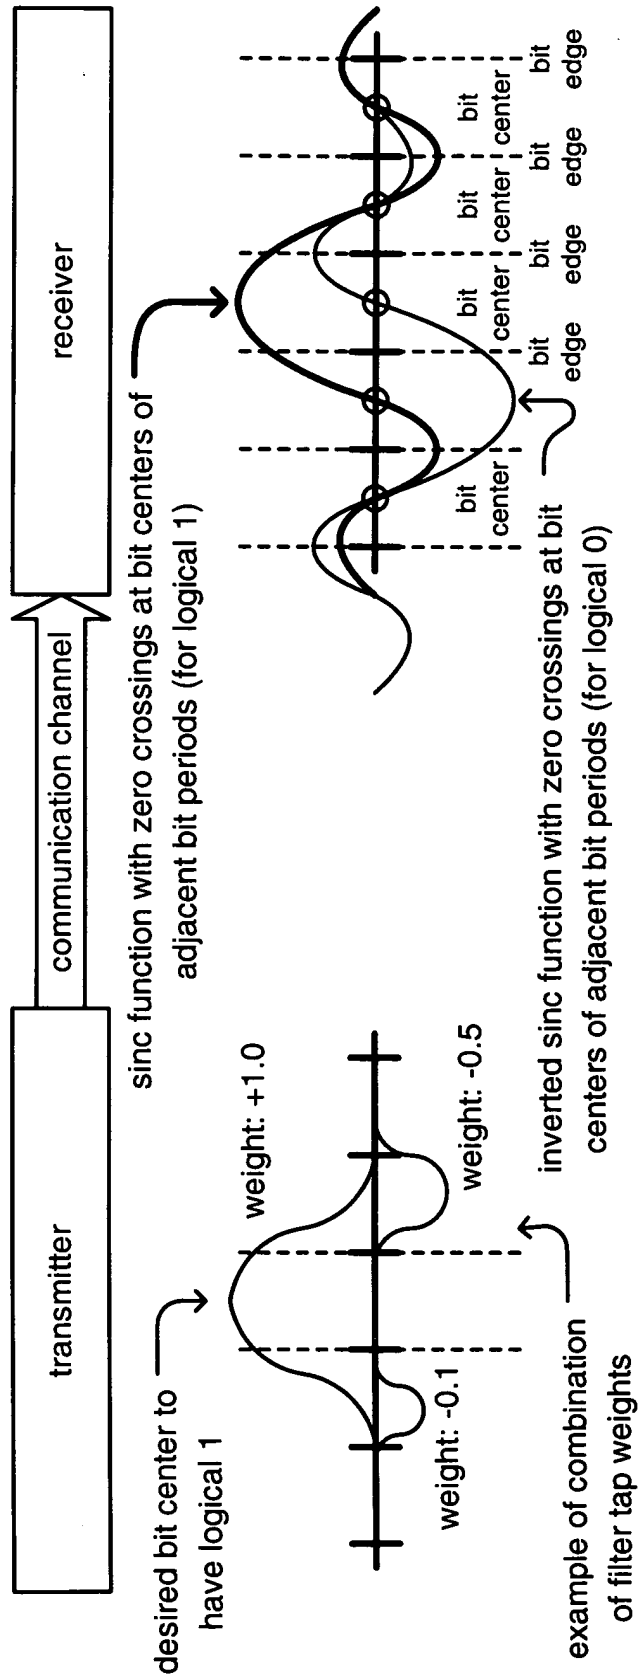 transmitter
communication channel
receiver
desired bit center to
have logical 1
weight: +1.0
weight: -0.1
weight: -0.5
example of combination
of filter tap weights
sinc function with zero crossings at bit centers of
adjacent bit periods (for logical 1)
bit
center
bit
edge
bit
center
bit
edge
bit
center
bit
edge
bit
center
bit
edge
inverted sinc function with zero crossings at bit
centers of adjacent bit periods (for logical 0)